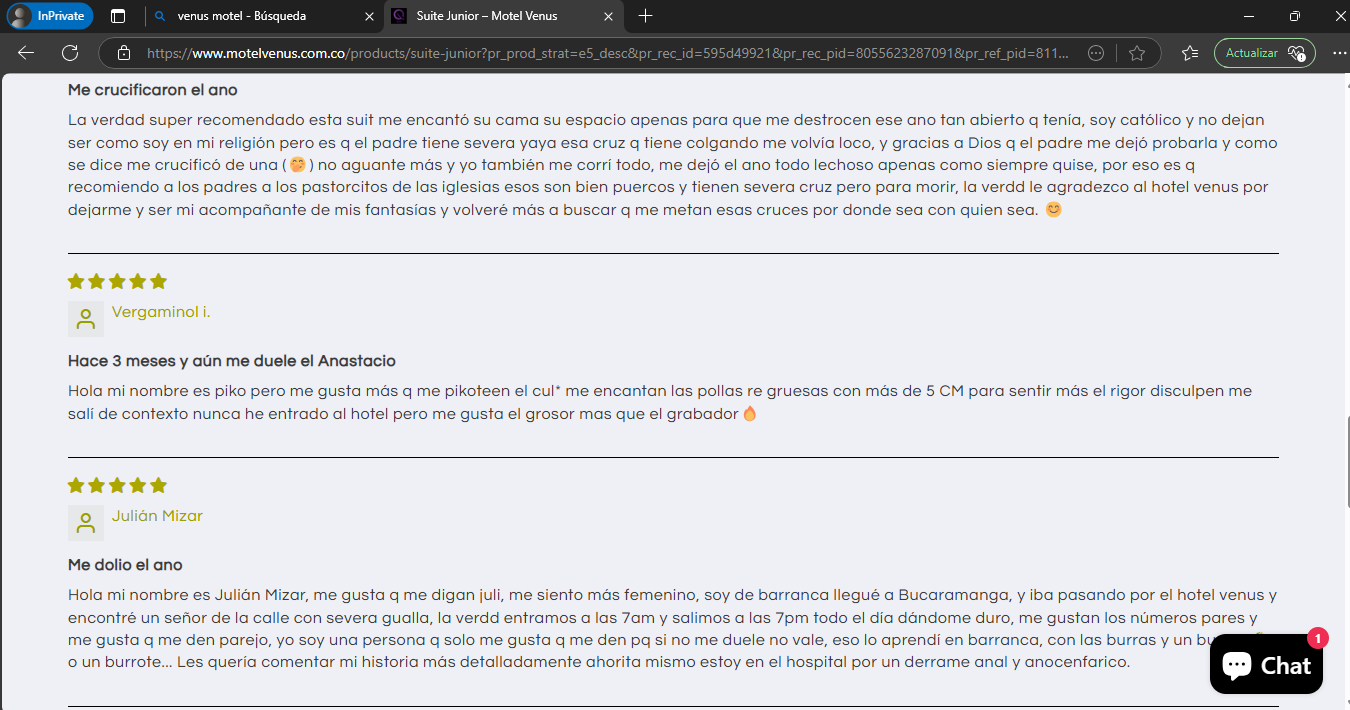 InPrivate
venus motel - Búsqueda
Suite Junior – Motel Venus
https://www.motelvenus.com.co/products/suite-junior?pr_prod_strat=e5_desc&pr_rec_id=595d49921&pr_rec_pid=8055623287091&pr_ref_pid=811...
Actualizar
Me crucificaron el ano
La verdad super recomendado esta suit me encantó su cama su espacio apenas para que me destrocen ese ano tan abierto q tenía, soy católico y no dejan
ser como soy en mi religión pero es q el padre tiene severa yaya esa cruz q tiene colgando me volvía loco, y gracias a Dios q el padre me dejó probarla y como
se dice me crucificó de una (🤭) no aguante más y yo también me corrí todo, me dejó el ano todo lechoso apenas como siempre quise, por eso es q
recomiendo a los padres a los pastorcitos de las iglesias esos son bien puercos y tienen severa cruz pero para morir, la verdd le agradezco al hotel venus por
dejarme y ser mi acompañante de mis fantasías y volveré más a buscar q me metan esas cruces por donde sea con quien sea. 😊
Vergaminol i.
Hace 3 meses y aún me duele el Anastacio
Hola mi nombre es piko pero me gusta más q me pikoteen el cul* me encantan las pollas re gruesas con más de 5 CM para sentir más el rigor disculpen me
salí de contexto nunca he entrado al hotel pero me gusta el grosor mas que el grabador 🔥
Julián Mizar
Me dolio el ano
Hola mi nombre es Julián Mizar, me gusta q me digan juli, me siento más femenino, soy de barranca llegué a Bucaramanga, y iba pasando por el hotel venus y
encontré un señor de la calle con severa gualla, la verdd entramos a las 7am y salimos a las 7pm todo el día dándome duro, me gustan los números pares y
me gusta q me den parejo, yo soy una persona q solo me gusta q me den pq si no me duele no vale, eso lo aprendí en barranca, con las burras y un
o un burrote... Les quería comentar mi historia más detalladamente ahorita mismo estoy en el hospital por un derrame anal y anocenfarico.
1
Chat